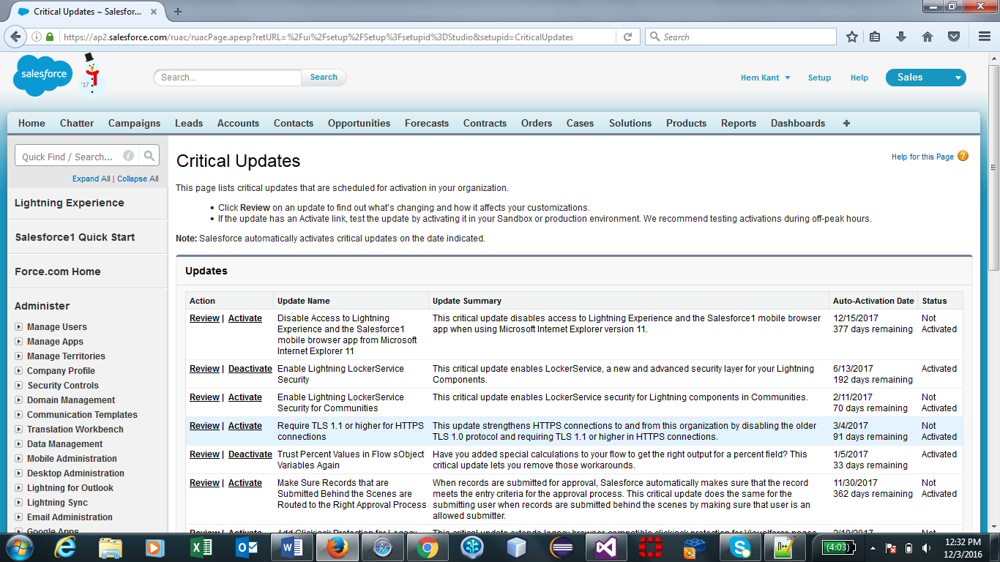 Critical Updates ~ Salesfor...
https://ap2.salesforce.com/ruac/ruacPage.apexp?retURL=%2Fui%2Fsetup%2FSetup%3Fsetupid%3DStudio&setupid=CriticalUpdates
Search
salesforce
'17
Search...
Search
Hem Kant
Setup
Help
Sales
Home Chatter Campaigns Leads Accounts Contacts Opportunities Forecasts Contracts Orders Cases Solutions Products Reports Dashboards +
Quick Find / Search...
Expand All | Collapse All
Lightning Experience
Salesforce1 Quick Start
Force.com Home
Administer
Manage Users
Manage Apps
Manage Territories
Company Profile
Security Controls
Domain Management
Communication Templates
Translation Workbench
Data Management
Mobile Administration
Desktop Administration
Lightning for Outlook
Lightning Sync
Email Administration
Google Apps
Critical Updates
Help for this Page
This page lists critical updates that are scheduled for activation in your organization.
• Click Review on an update to find out what's changing and how it affects your customizations.
• If the update has an Activate link, test the update by activating it in your Sandbox or production environment. We recommend testing activations during off-peak hours.
Note: Salesforce automatically activates critical updates on the date indicated.
Updates
Action Update Name Update Summary Auto-Activation Date Status
Review | Activate Disable Access to Lightning This critical update disables access to Lightning Experience and the Salesforce1 mobile browser 12/15/2017 Not
Experience and the Salesforce1 app when using Microsoft Internet Explorer version 11. 377 days remaining Activated
mobile browser app from Microsoft
Internet Explorer 11
Review | Deactivate Enable Lightning LockerService This critical update enables LockerService, a new and advanced security layer for your Lightning 6/13/2017 Activated
Security Components. 192 days remaining
Review | Activate Enable Lightning LockerService This critical update enables LockerService security for Lightning components in Communities. 2/11/2017 Not
Security for Communities 70 days remaining Activated
Review | Activate Require TLS 1.1 or higher for HTTPS This update strengthens HTTPS connections to and from this organization by disabling the older 3/4/2017 Not
connections TLS 1.0 protocol and requiring TLS 1.1 or higher in HTTPS connections. 91 days remaining Activated
Review | Deactivate Trust Percent Values in Flow sObject Have you added special calculations to your flow to get the right output for a percent field? This 1/5/2017 Activated
Variables Again critical update lets you remove those workarounds. 33 days remaining
Review | Activate Make Sure Records that are When records are submitted for approval, Salesforce automatically makes sure that the record 11/30/2017 Not
Submitted Behind the Scenes are meets the entry criteria for the approval process. This critical update does the same for the 362 days remaining Activated
Routed to the Right Approval Process submitting user when records are submitted behind the scenes by making sure that user is an
allowed submitter.
Review | Activate Add Clickjack Protection for Legacy This critical update extends legacy browser-compatible clickjack protection for Visualforce pages Not
(4:03)
12:32 PM
12/3/2016